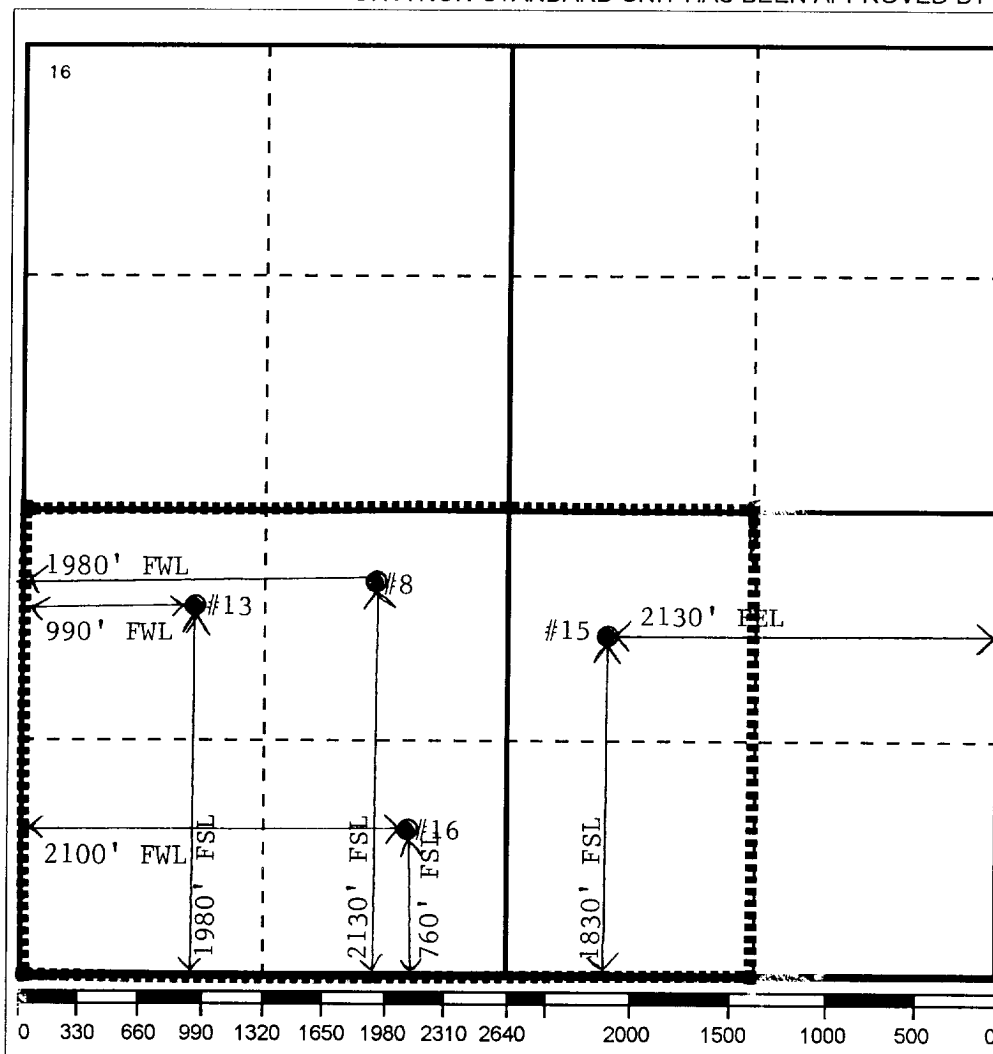 16
1980' FWL
#8
#13
990' FWL
2130' FEL
#15
#16
2100' FWL
1980' FSL
2130' FSL
760' FSL
1830' FSL
0 330 660 990 1320 1650 1980 2310 2640 2000 1500 1000 500 0